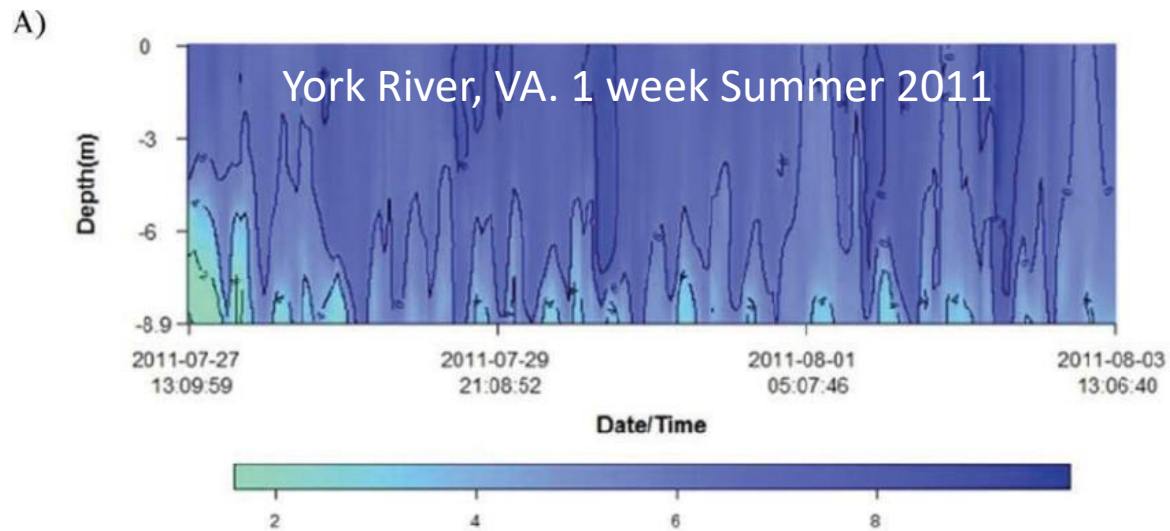 A)
York River, VA. 1 week Summer 2011
0
-3
-6
-8.9
Depth(m)
2011-07-27 2011-07-29 2011-08-01 2011-08-03
13:09:59 21:08:52 05:07:46 13:06:40
Date/Time
2 4 6 8